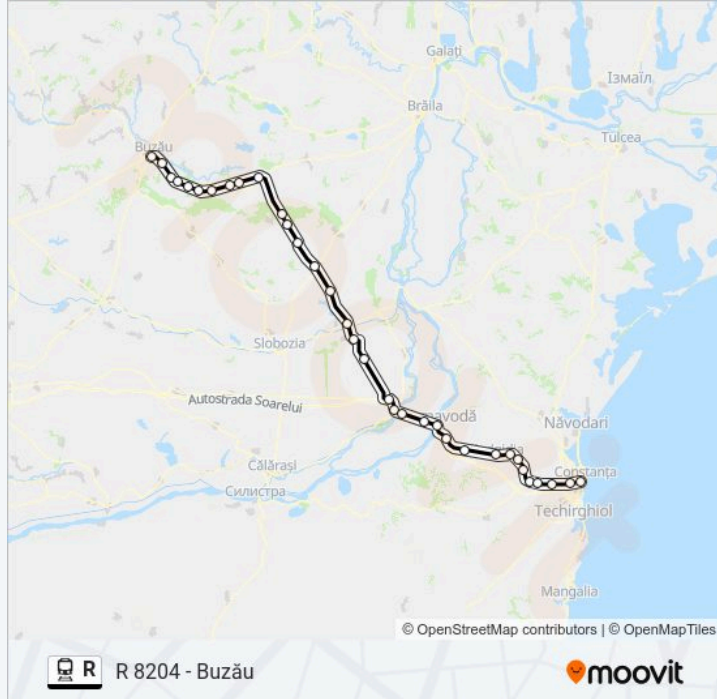 Galați
Ізмаїл
Brăila
Tulcea
Buzău
Slobozia
Autostrada Soarelui
Năvodari
Călărași
Силистра
Constanța
Techirghiol
Mangalia
© OpenStreetMap contributors | © OpenMapTiles
R R 8204 - Buzău
moovit